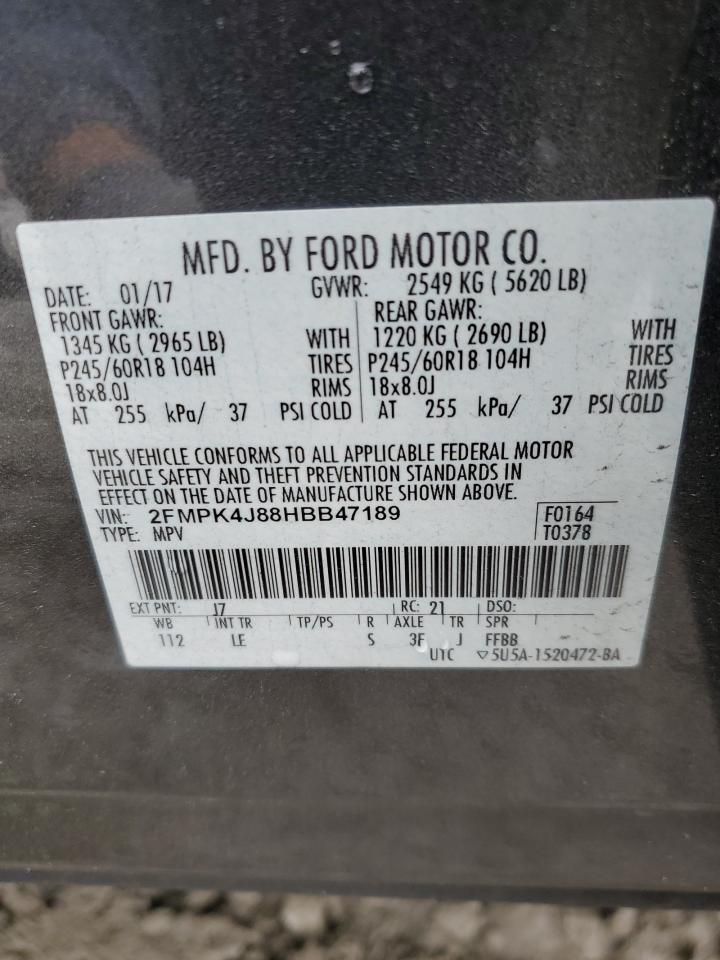 MFD. BY FORD MOTOR CO.
DATE: 01/17 GVWR: 2549 KG ( 5620 LB)
FRONT GAWR: REAR GAWR:
1345 KG ( 2965 LB) WITH 1220 KG ( 2690 LB) WITH
P245/60R18 104H TIRES P245/60R18 104H TIRES
18x8.0J RIMS 18x8.0J RIMS
AT 255 kPa/ 37 PSI COLD AT 255 kPa/ 37 PSI COLD
THIS VEHICLE CONFORMS TO ALL APPLICABLE FEDERAL MOTOR
VEHICLE SAFETY AND THEFT PREVENTION STANDARDS IN
EFFECT ON THE DATE OF MANUFACTURE SHOWN ABOVE.
VIN: 2FMPK4J88HBB47189 F0164
TYPE: MPV T0378
EXT PNT: J7 RC: 21 DSO:
WB INT TR TP/PS R AXLE TR SPR
112 LE S 3F J FFBB
UTC ▽5U5A-1520472-BA